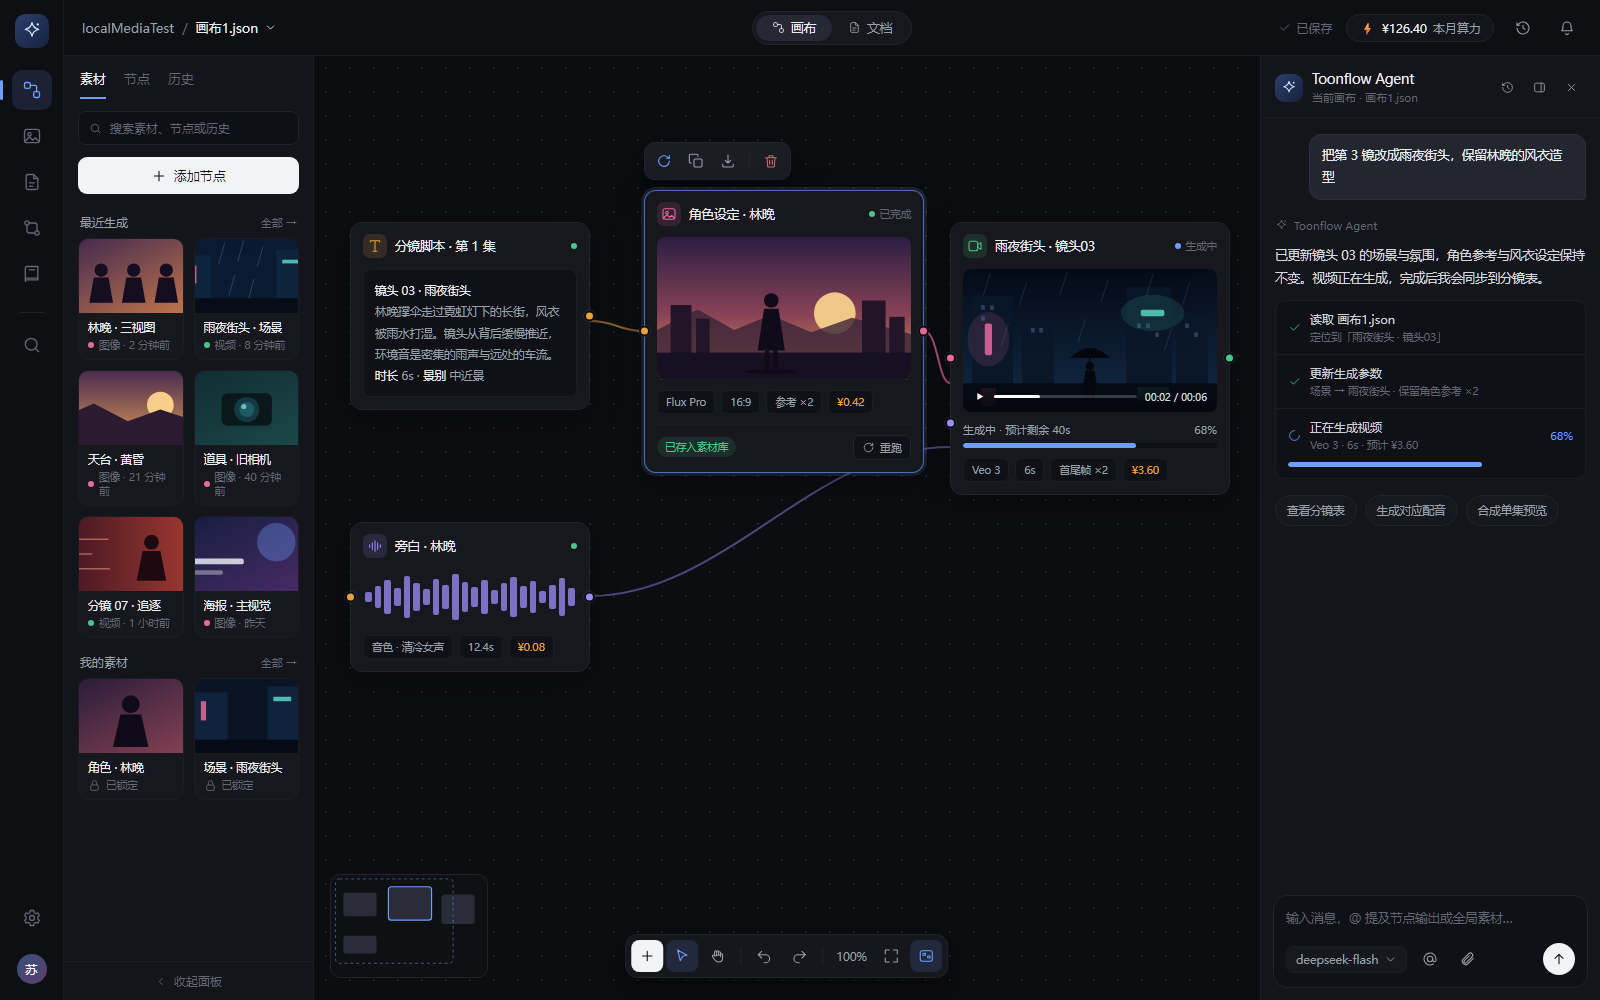 localMediaTest / 画布1.json
画布
文档
已保存
¥126.40 本月算力
素材
节点
历史
搜索素材、节点或历史
添加节点
最近生成
全部 →
林晚 · 三视图
图像 · 2 分钟前
雨夜街头 · 场景
视频 · 8 分钟前
天台 · 黄昏
图像 · 21 分钟
前
道具 · 旧相机
图像 · 40 分钟
前
分镜 07 · 追逐
视频 · 1 小时前
海报 · 主视觉
图像 · 昨天
我的素材
全部 →
角色 · 林晚
已锁定
场景 · 雨夜街头
已锁定
收起面板
苏
分镜脚本 · 第 1 集
镜头 03 · 雨夜街头
林晚撑伞走过霓虹灯下的长街，风衣
被雨水打湿。镜头从背后缓慢推近，
环境音是密集的雨声与远处的车流。
时长 6s · 景别 中近景
角色设定 · 林晚
已完成
Flux Pro
16:9
参考 ×2
¥0.42
已存入素材库
重跑
雨夜街头 · 镜头03
生成中
00:02 / 00:06
生成中 · 预计剩余 40s
68%
Veo 3
6s
首尾帧 ×2
¥3.60
旁白 · 林晚
音色 · 清冷女声
12.4s
¥0.08
100%
Toonflow Agent
当前画布 · 画布1.json
把第 3 镜改成雨夜街头，保留林晚的风衣造
型
Toonflow Agent
已更新镜头 03 的场景与氛围，角色参考与风衣设定保持
不变。视频正在生成，完成后我会同步到分镜表。
读取 画布1.json
定位到「雨夜街头 · 镜头03」
更新生成参数
场景 → 雨夜街头 · 保留角色参考 ×2
正在生成视频
Veo 3 · 6s · 预计 ¥3.60
68%
查看分镜表
生成对应配音
合成单集预览
输入消息，@ 提及节点输出或全局素材...
deepseek-flash